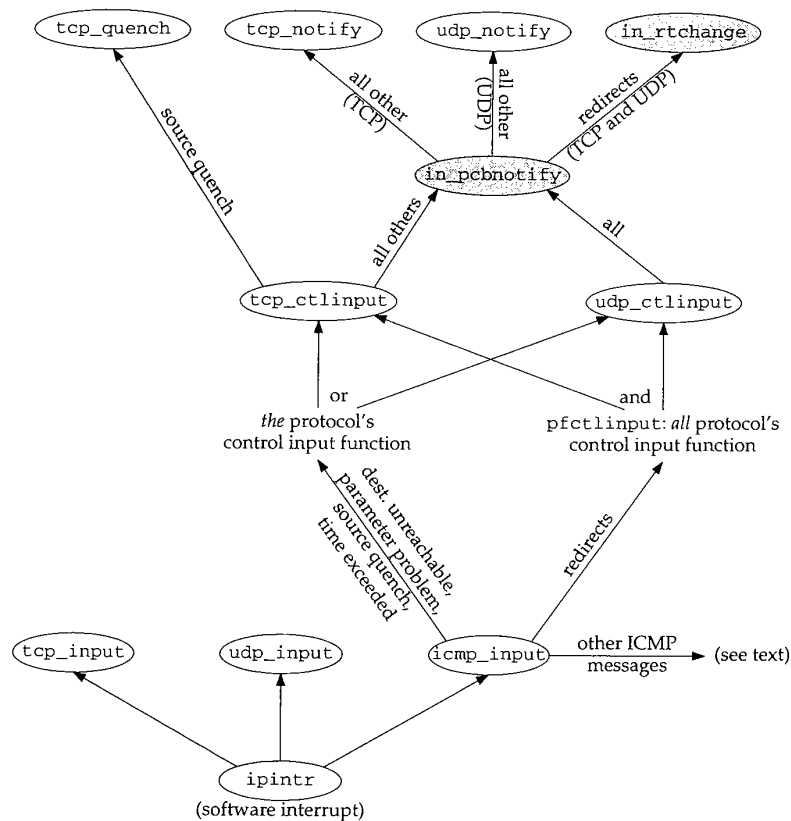 tcp_quench
tcp_notify
udp_notify
in_rtchange
source quench
all other
(TCP)
all other
(UDP)
redirects
(TCP and UDP)
in_pcbnotify
all others
all
tcp_ctlinput
udp_ctlinput
or
the protocol's
control input function
and
pfctlinput: all protocol's
control input function
dest. unreachable,
parameter problem,
source quench,
time exceeded
redirects
tcp_input
udp_input
icmp_input
other ICMP
messages
(see text)
ipintr
(software interrupt)